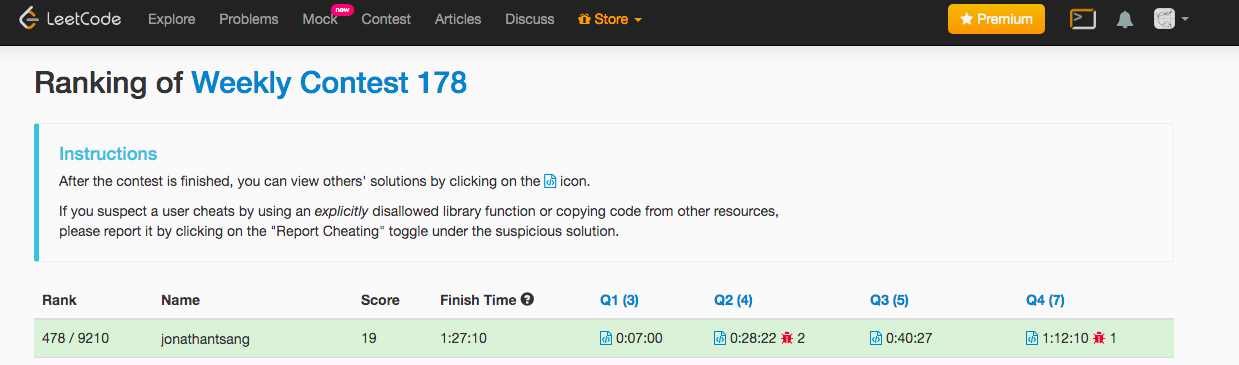 LeetCode Explore Problems Mock new Contest Articles Discuss Store Premium
Ranking of Weekly Contest 178
Instructions
After the contest is finished, you can view others' solutions by clicking on the icon.
If you suspect a user cheats by using an explicitly disallowed library function or copying code from other resources,
please report it by clicking on the "Report Cheating" toggle under the suspicious solution.
Rank Name Score Finish Time Q1 (3) Q2 (4) Q3 (5) Q4 (7)
478 / 9210 jonathantsang 19 1:27:10 0:07:00 0:28:22 2 0:40:27 1:12:10 1